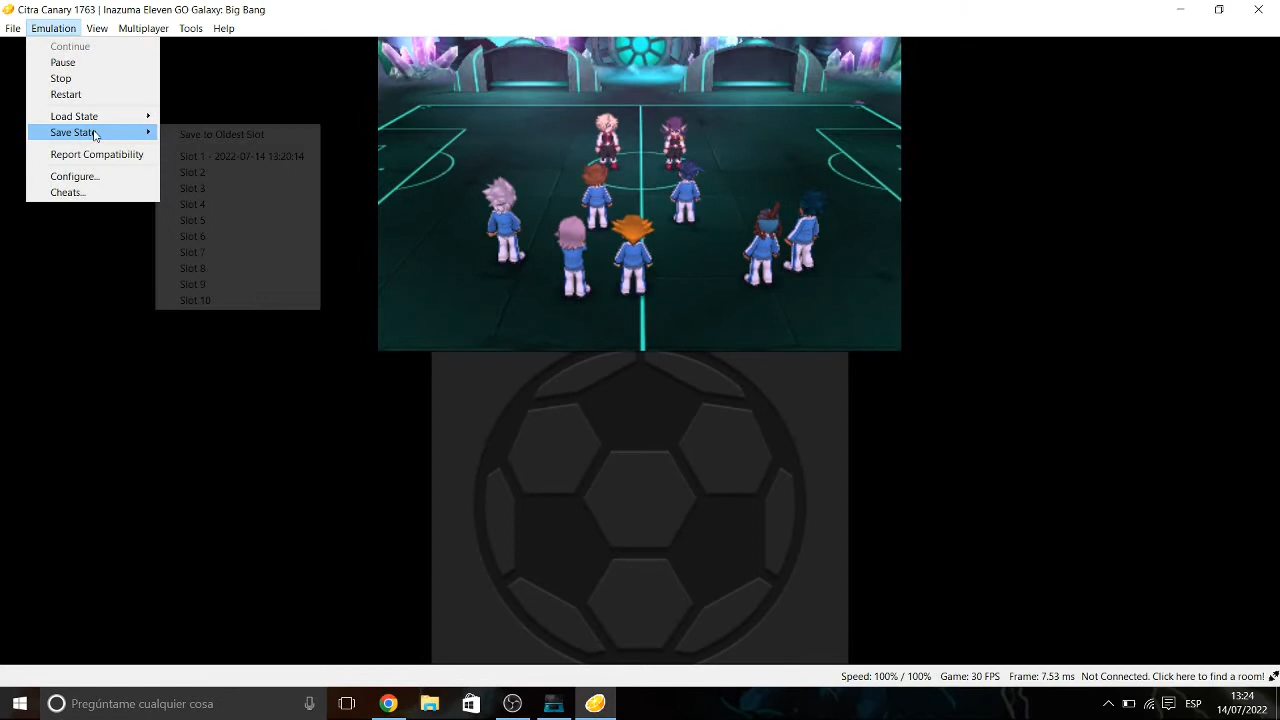 Citra Canary 1763 | Inazuma Eleven GO Galaxy: Big Bang
File Emulation View Multiplayer Tools Help
Continue
Pause
Stop
Restart
Load State
Save State
Report Compatibility
Configure...
Cheats...
Save to Oldest Slot
Slot 1 - 2022-07-14 13:20:14
Slot 2
Slot 3
Slot 4
Slot 5
Slot 6
Slot 7
Slot 8
Slot 9
Slot 10
Speed: 100% / 100% Game: 30 FPS Frame: 7.53 ms Not Connected. Click here to find a room!
Pregúntame cualquier cosa
ESP
13:24
14/07/2022